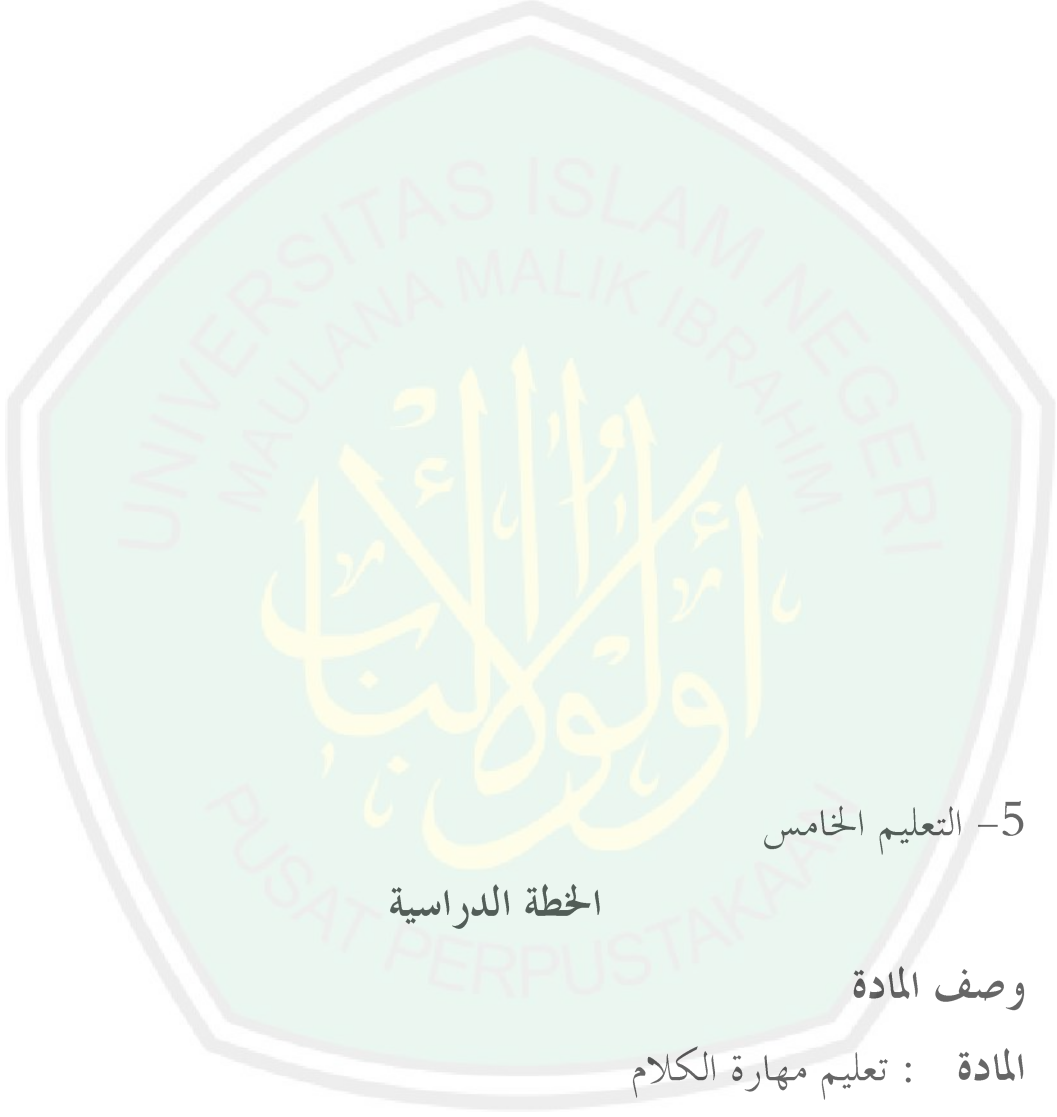 UNIVERSITAS ISLAM NEGERI
MAULANA MALIK IBRAHIM
أولو الألباب
PUSAT PERPUSTAKAAN
5- التعليم الخامس
الخطة الدراسية
وصف المادة
المادة : تعليم مهارة الكلام